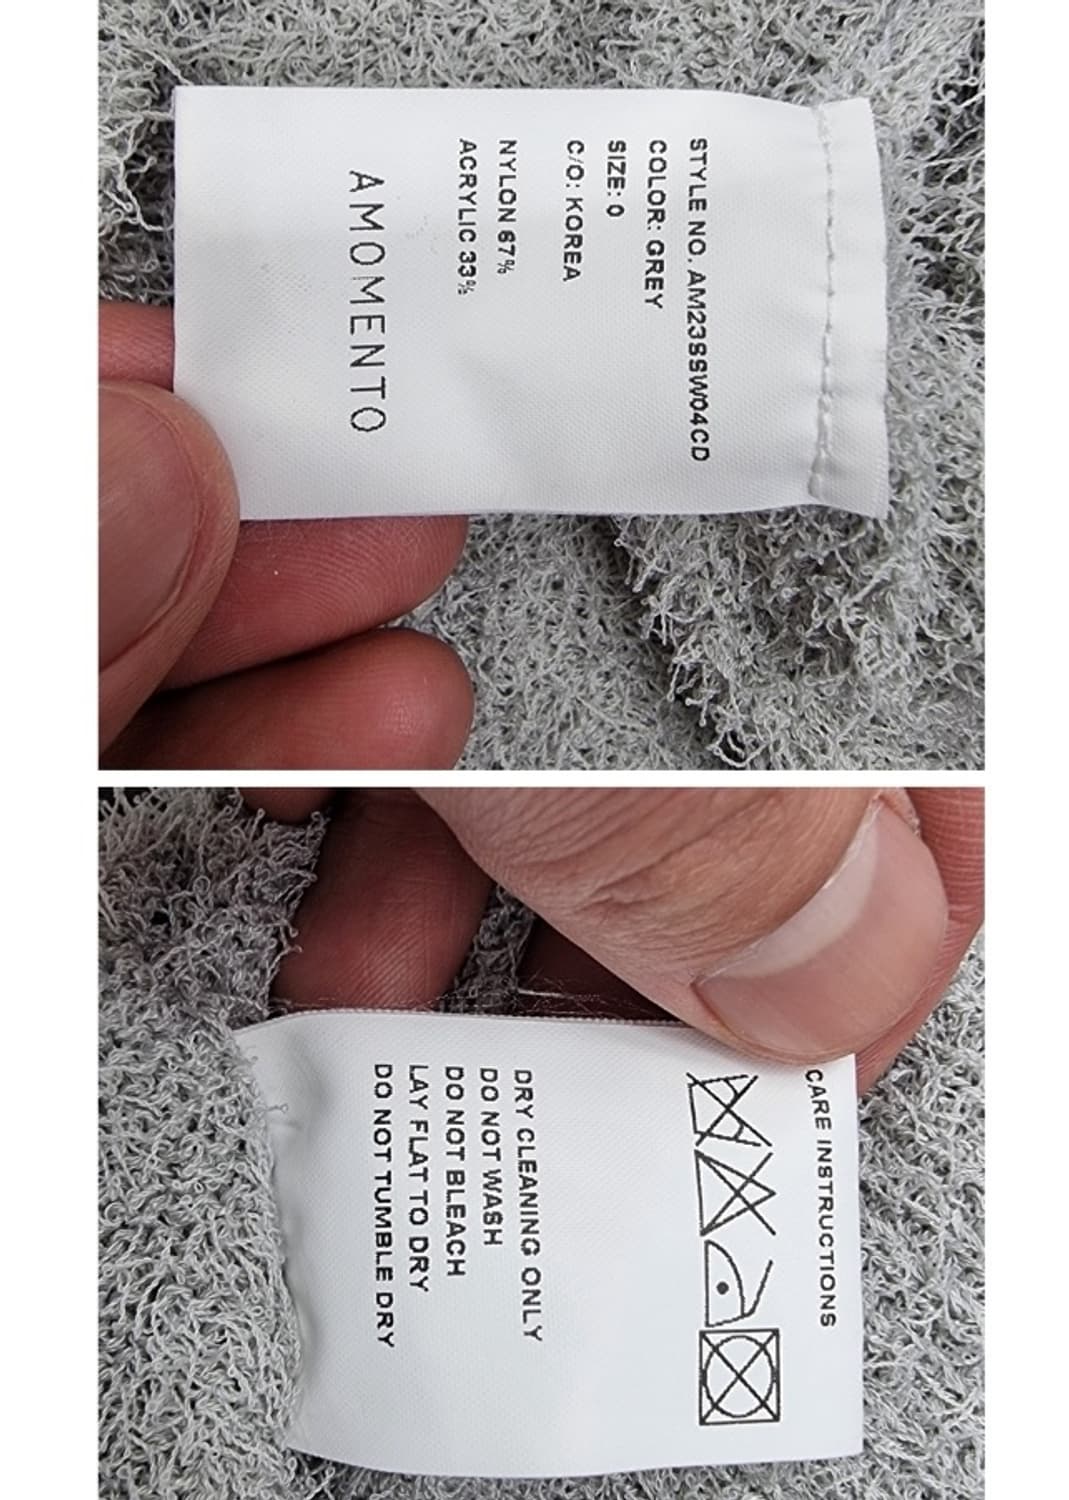 STYLE NO. AM23SSW04CD
COLOR: GREY
SIZE: 0
C/O: KOREA
NYLON 67%
ACRYLIC 33%
AMOMENTO
CARE INSTRUCTIONS
DRY CLEANING ONLY
DO NOT WASH
DO NOT BLEACH
LAY FLAT TO DRY
DO NOT TUMBLE DRY